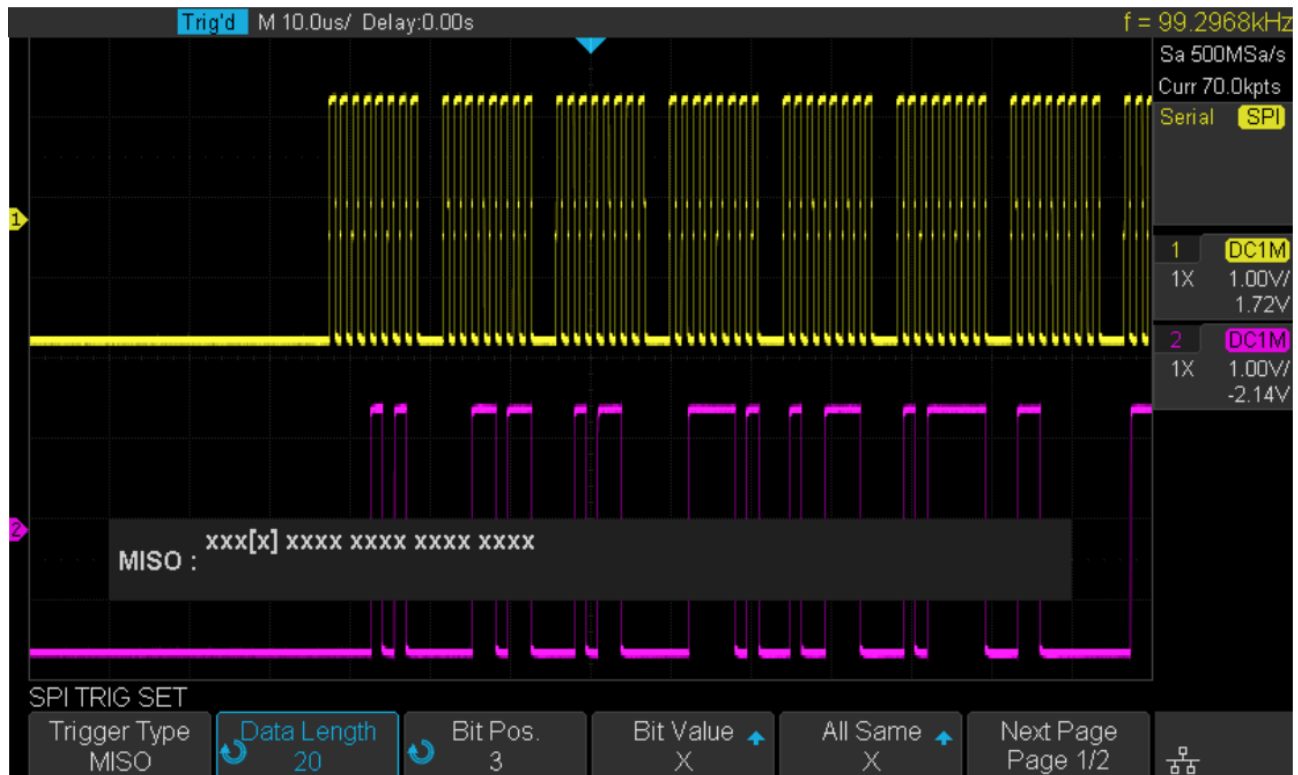 Trig'd M 10.0us/ Delay:0.00s f = 99.2968kHz
Sa 500MSa/s
Curr 70.0kpts
Serial SPI
1
1 DC1M
1X 1.00V/
1.72V
2 DC1M
1X 1.00V/
-2.14V
2
xxx[x] xxxx xxxx xxxx xxxx
MISO :
SPI TRIG SET
Trigger Type
MISO
Data Length
20
Bit Pos.
3
Bit Value
X
All Same
X
Next Page
Page 1/2